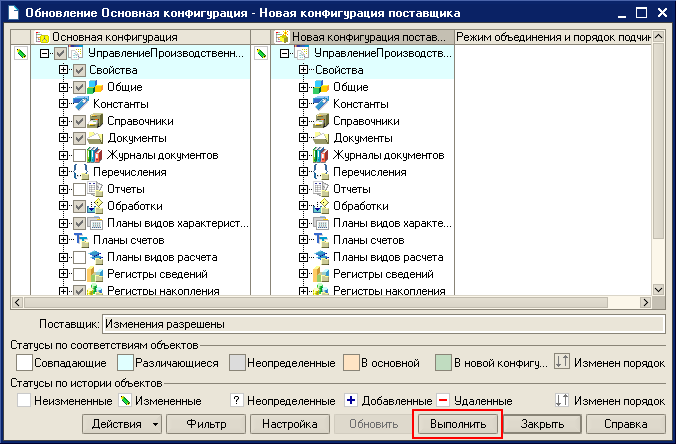 Обновление Основная конфигурация - Новая конфигурация поставщика
Основная конфигурация Новая конфигурация постав... Режим объединения и порядок подчин
УправлениеПроизводственн... УправлениеПроизводств...
Свойства Свойства
Общие Общие
Константы Константы
Справочники Справочники
Документы Документы
Журналы документов Журналы документов
Перечисления Перечисления
Отчеты Отчеты
Обработки Обработки
Планы видов характерист... Планы видов характе...
Планы счетов Планы счетов
Планы видов расчета Планы видов расчета
Регистры сведений Регистры сведений
Регистры накопления Регистры накопления
Поставщик: Изменения разрешены
Статусы по соответствиям объектов
Совпадающие Различающиеся Неопределенные В основной В новой конфигу... Изменен порядок
Статусы по истории объектов
Неизмененные Измененные ? Неопределенные Добавленные Удаленные Изменен порядок
Действия Фильтр Настройка Обновить Выполнить Закрыть Справка